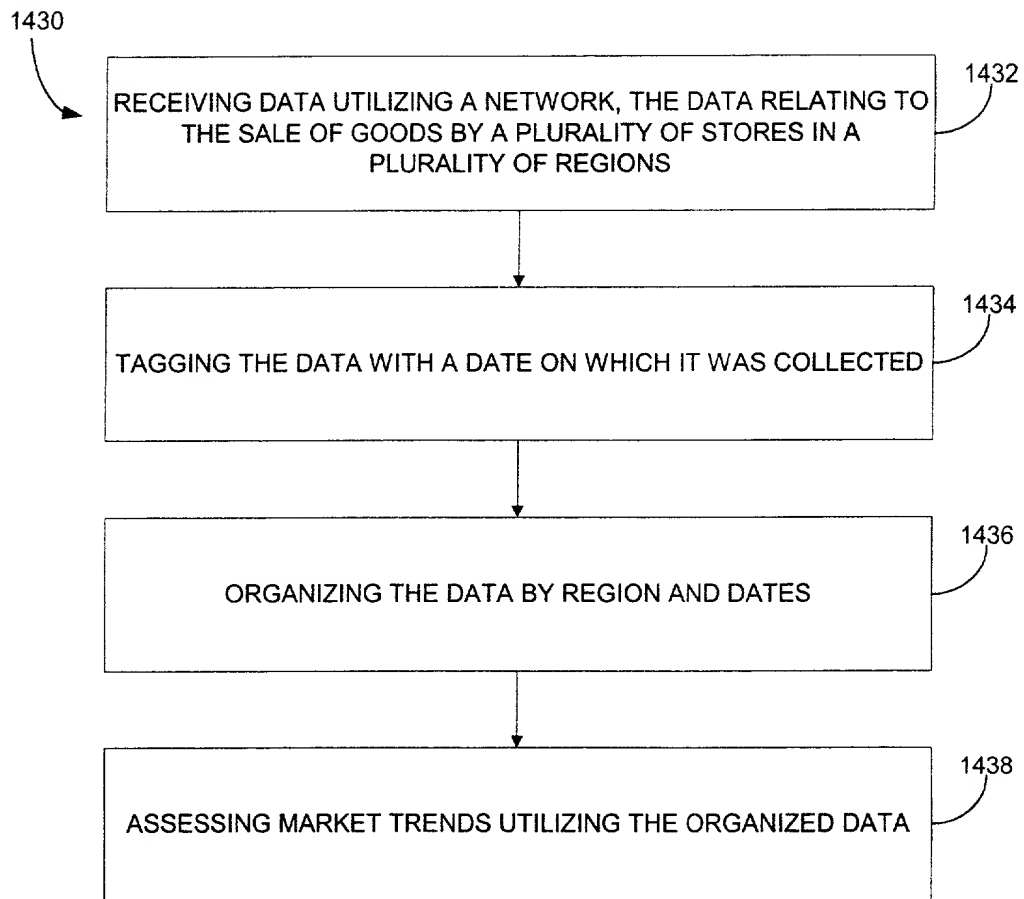 1430
1432
RECEIVING DATA UTILIZING A NETWORK, THE DATA RELATING TO
THE SALE OF GOODS BY A PLURALITY OF STORES IN A
PLURALITY OF REGIONS
1434
TAGGING THE DATA WITH A DATE ON WHICH IT WAS COLLECTED
1436
ORGANIZING THE DATA BY REGION AND DATES
1438
ASSESSING MARKET TRENDS UTILIZING THE ORGANIZED DATA